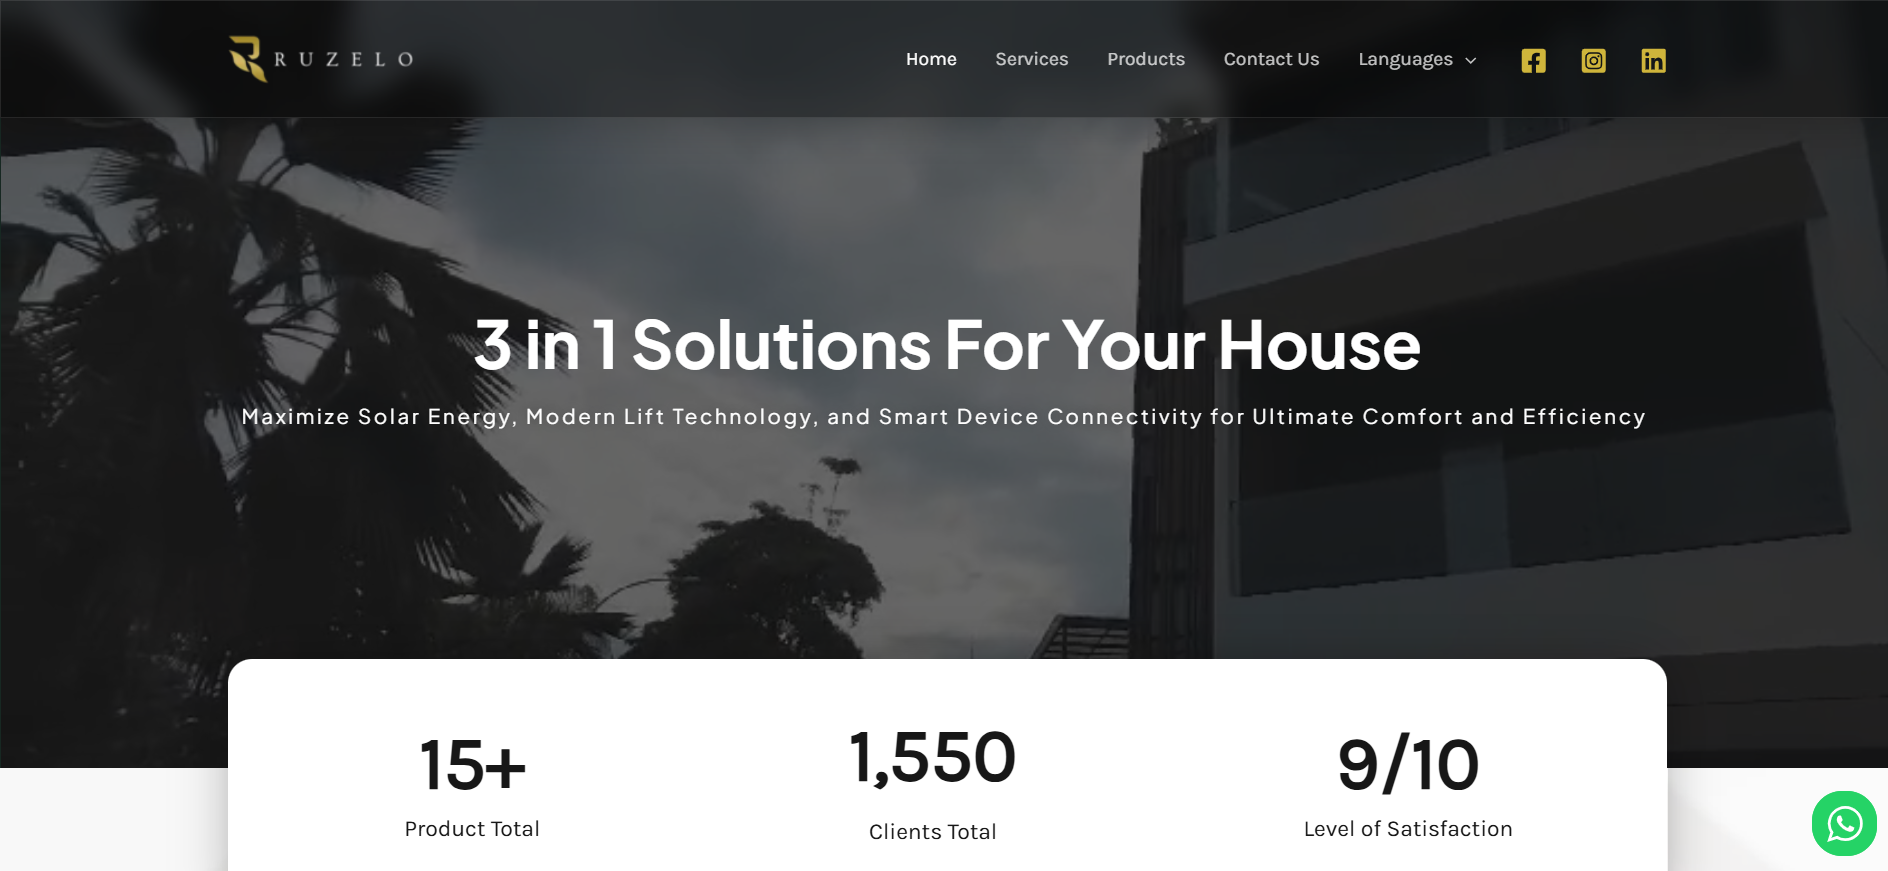 RUZELO
Home Services Products Contact Us Languages
3 in 1 Solutions For Your House
Maximize Solar Energy, Modern Lift Technology, and Smart Device Connectivity for Ultimate Comfort and Efficiency
15+ 1,550 9/10
Product Total Clients Total Level of Satisfaction